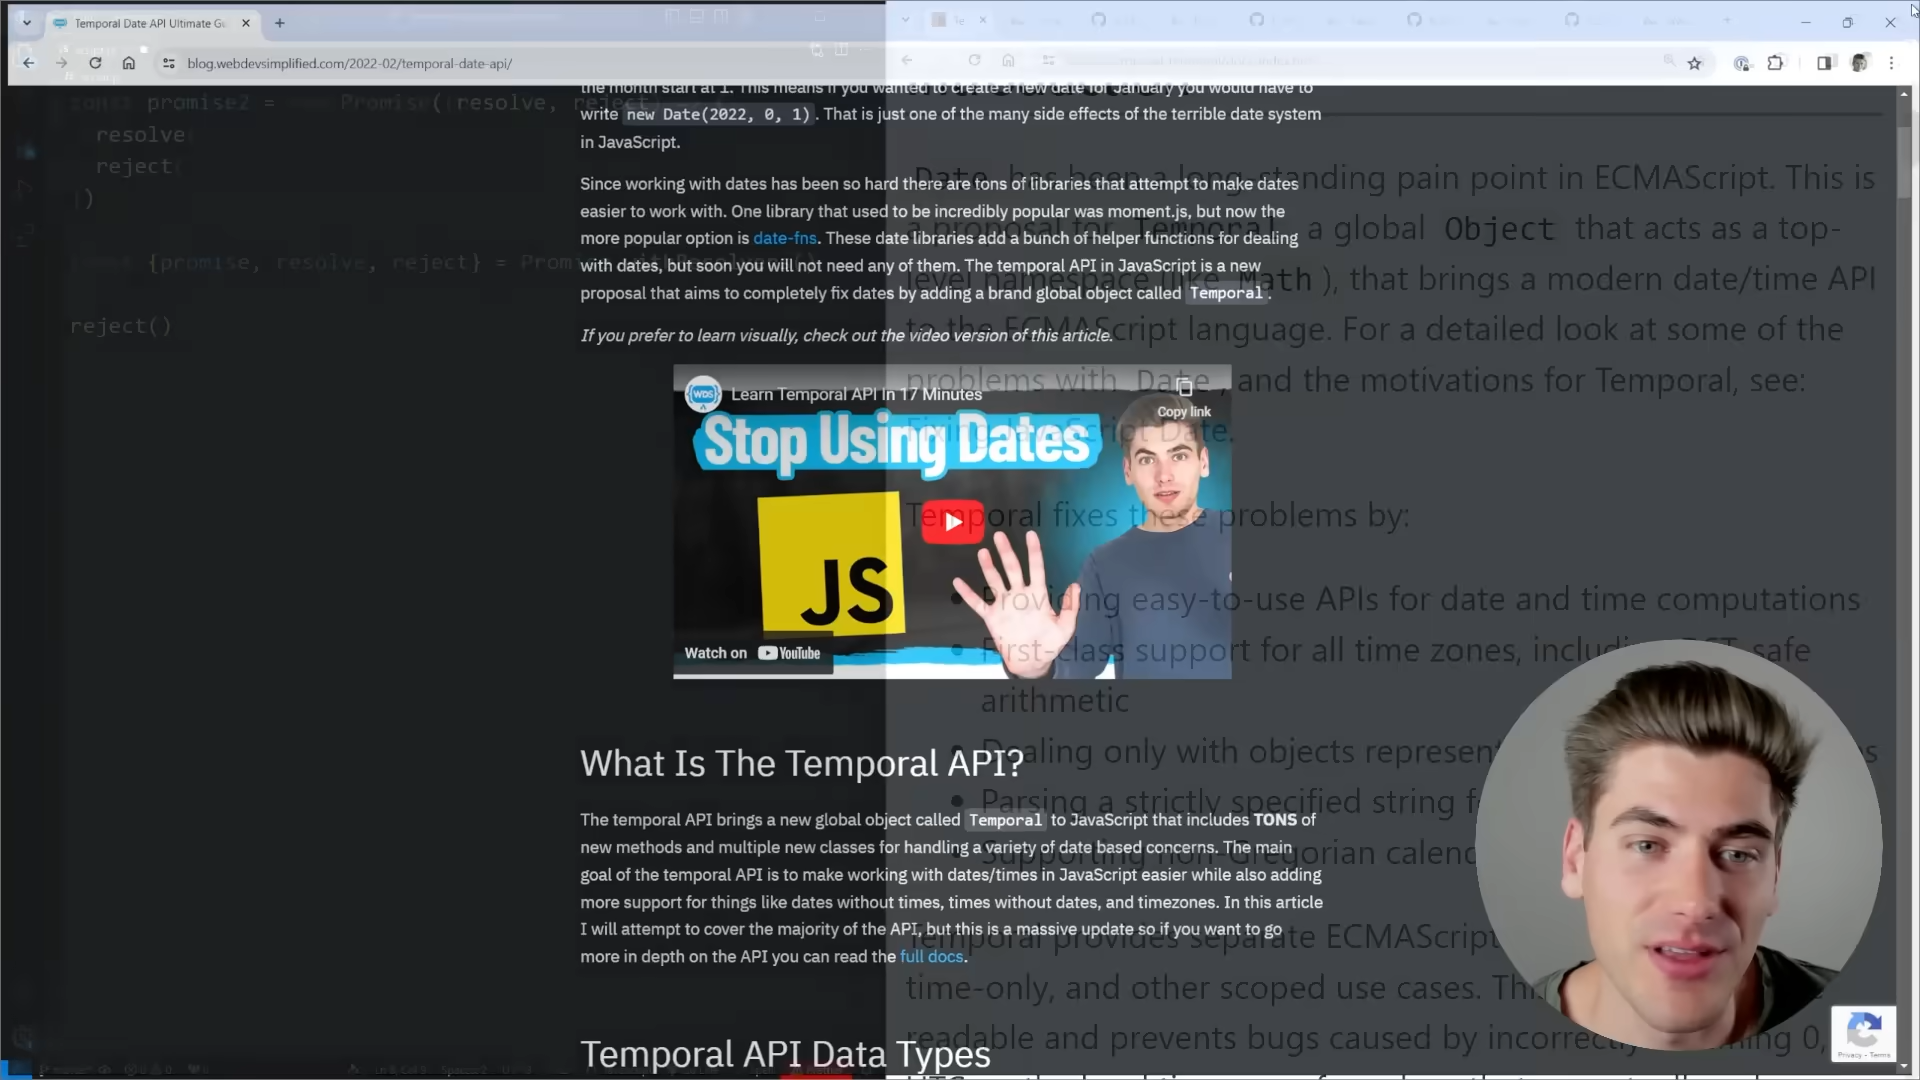 Temporal Date API Ultimate Gu
blog.webdevsimplified.com/2022-02/temporal-date-api/
the month start at 1. This means if you wanted to create a new date for January you would have to
write new Date(2022, 0, 1). That is just one of the many side effects of the terrible date system
in JavaScript.
Since working with dates has been so hard there are tons of libraries that attempt to make dates
easier to work with. One library that used to be incredibly popular was moment.js, but now the
more popular option is date-fns. These date libraries add a bunch of helper functions for dealing
with dates, but soon you will not need any of them. The temporal API in JavaScript is a new
proposal that aims to completely fix dates by adding a brand global object called Temporal.
If you prefer to learn visually, check out the video version of this article.
WDS
Learn Temporal API In 17 Minutes
Copy link
Stop Using Dates
JS
Watch on YouTube
What Is The Temporal API?
The temporal API brings a new global object called Temporal to JavaScript that includes TONS of
new methods and multiple new classes for handling a variety of date based concerns. The main
goal of the temporal API is to make working with dates/times in JavaScript easier while also adding
more support for things like dates without times, times without dates, and timezones. In this article
I will attempt to cover the majority of the API, but this is a massive update so if you want to go
more in depth on the API you can read the full docs.
Temporal API Data Types
const promise2 = new Promise((resolve, reject
resolve
reject
})
const {promise, resolve, reject} = Prom
reject()
Date has been a long-standing pain point in ECMAScript. This is
a proposal for Temporal, a global Object that acts as a top-
level namespace (like Math), that brings a modern date/time API
to the ECMAScript language. For a detailed look at some of the
problems with Date, and the motivations for Temporal, see:
Fixing JavaScript Date.
Temporal fixes these problems by:
• Providing easy-to-use APIs for date and time computations
• First-class support for all time zones, including DST-safe
arithmetic
• Dealing only with objects represent
• Parsing a strictly specified string f
• Supporting non-Gregorian calend
Temporal provides separate ECMAScript
time-only, and other scoped use cases. Thi
readable and prevents bugs caused by incorrectly 0,
Privacy - Terms